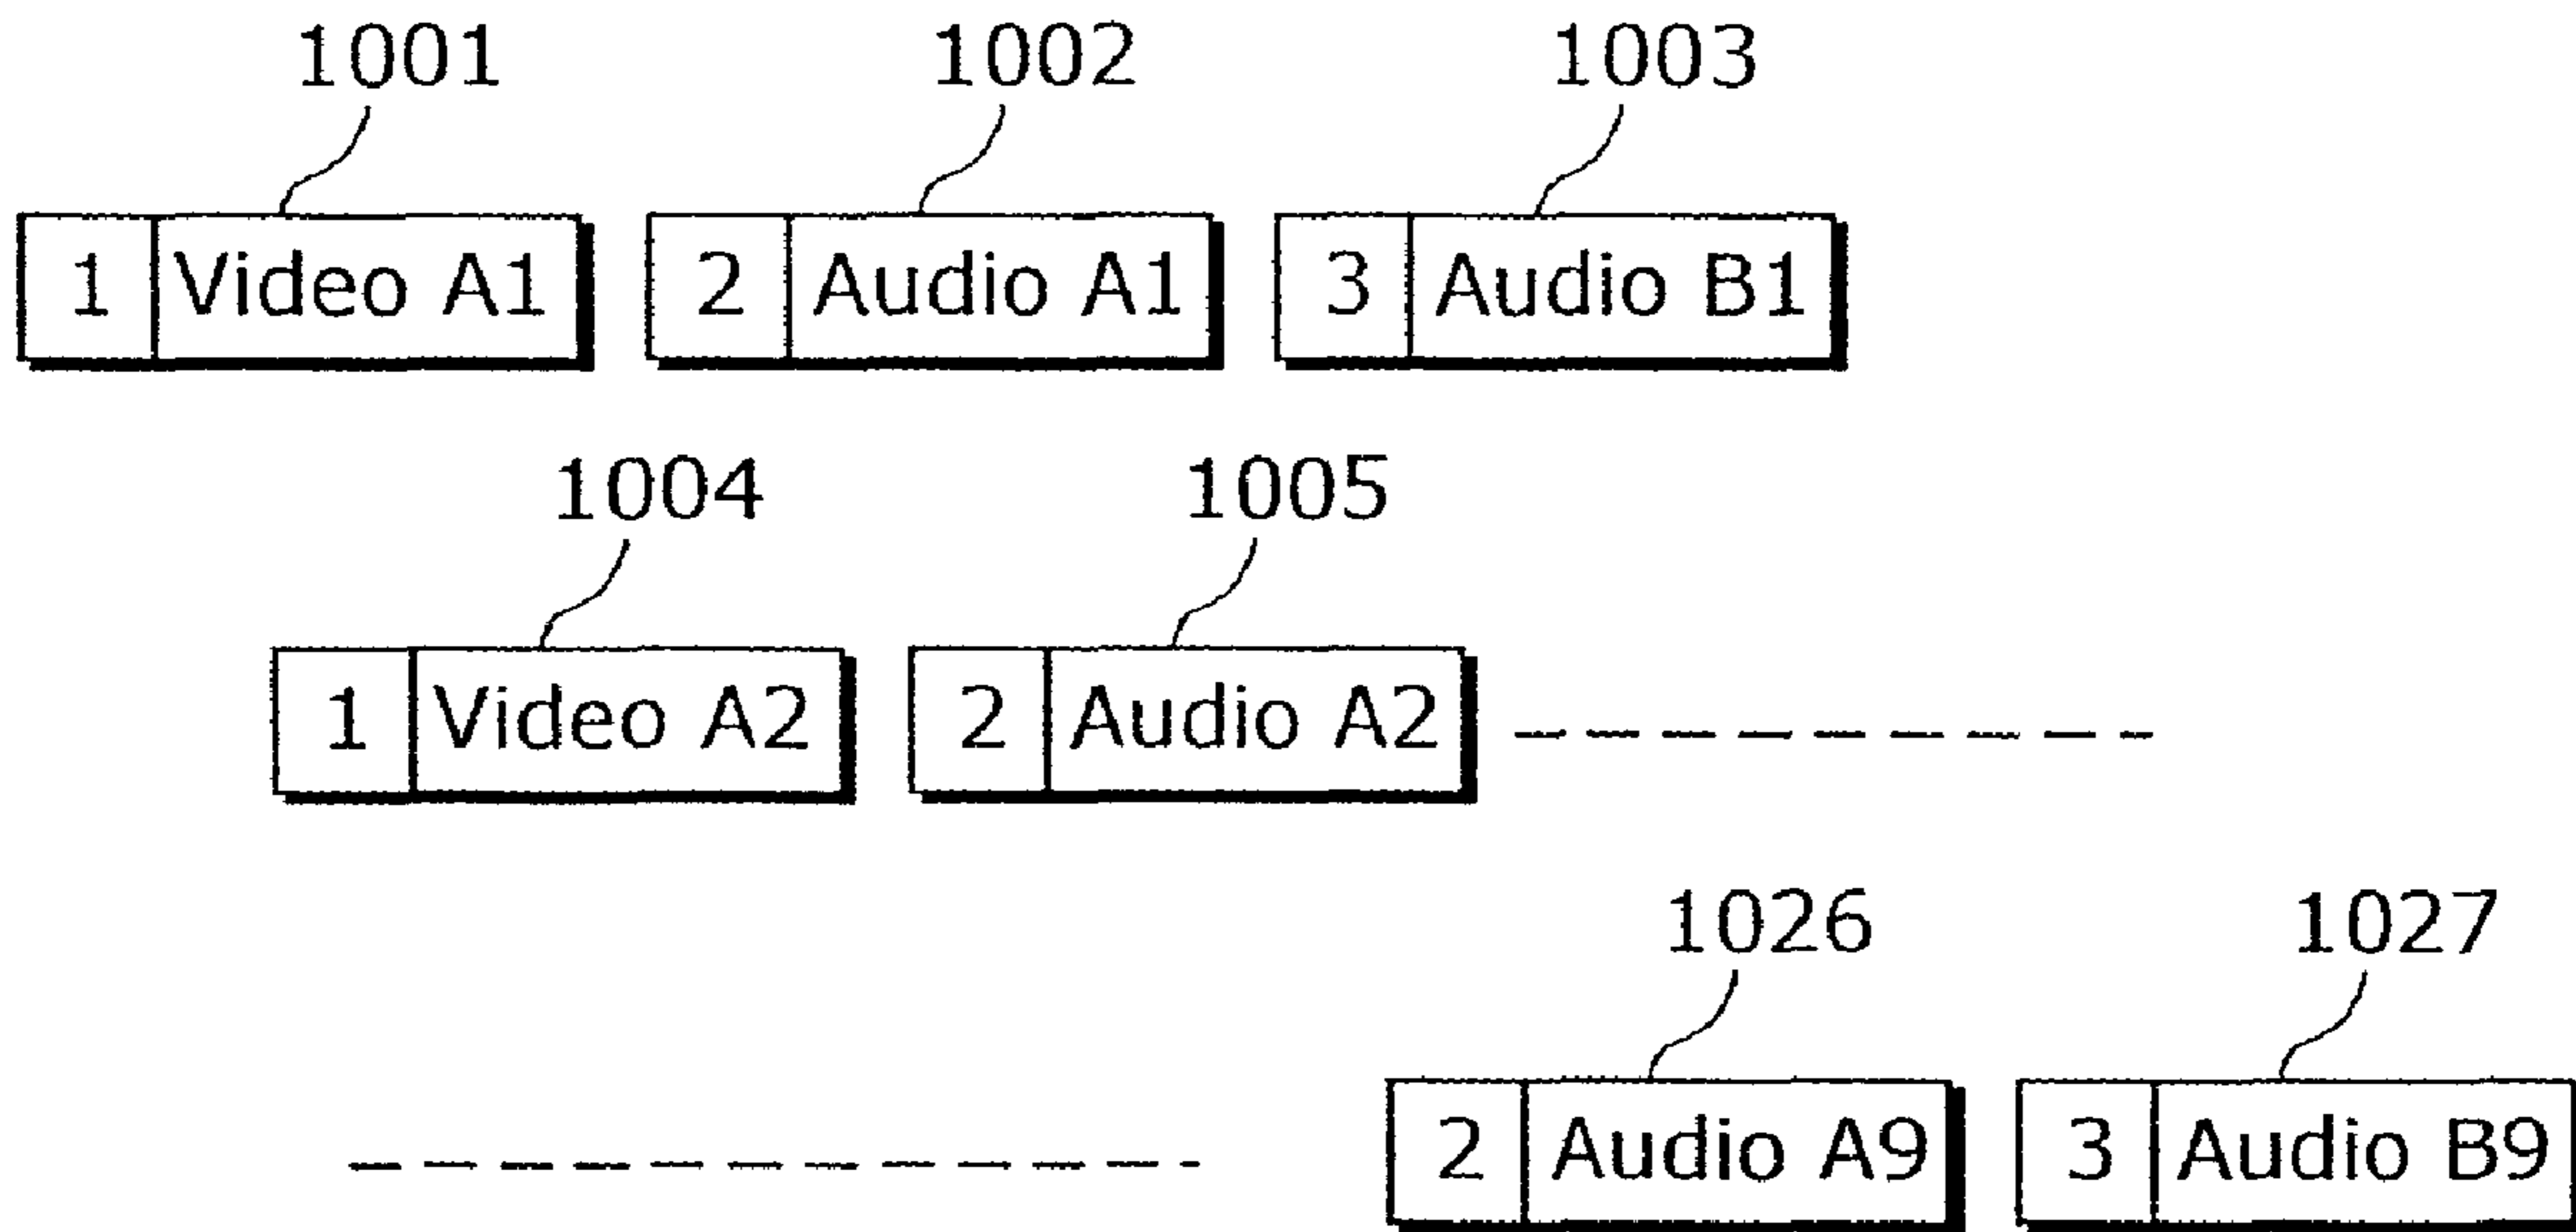 1001 1002 1003
1 Video A1 2 Audio A1 3 Audio B1
1004 1005
1 Video A2 2 Audio A2
1026 1027
2 Audio A9 3 Audio B9